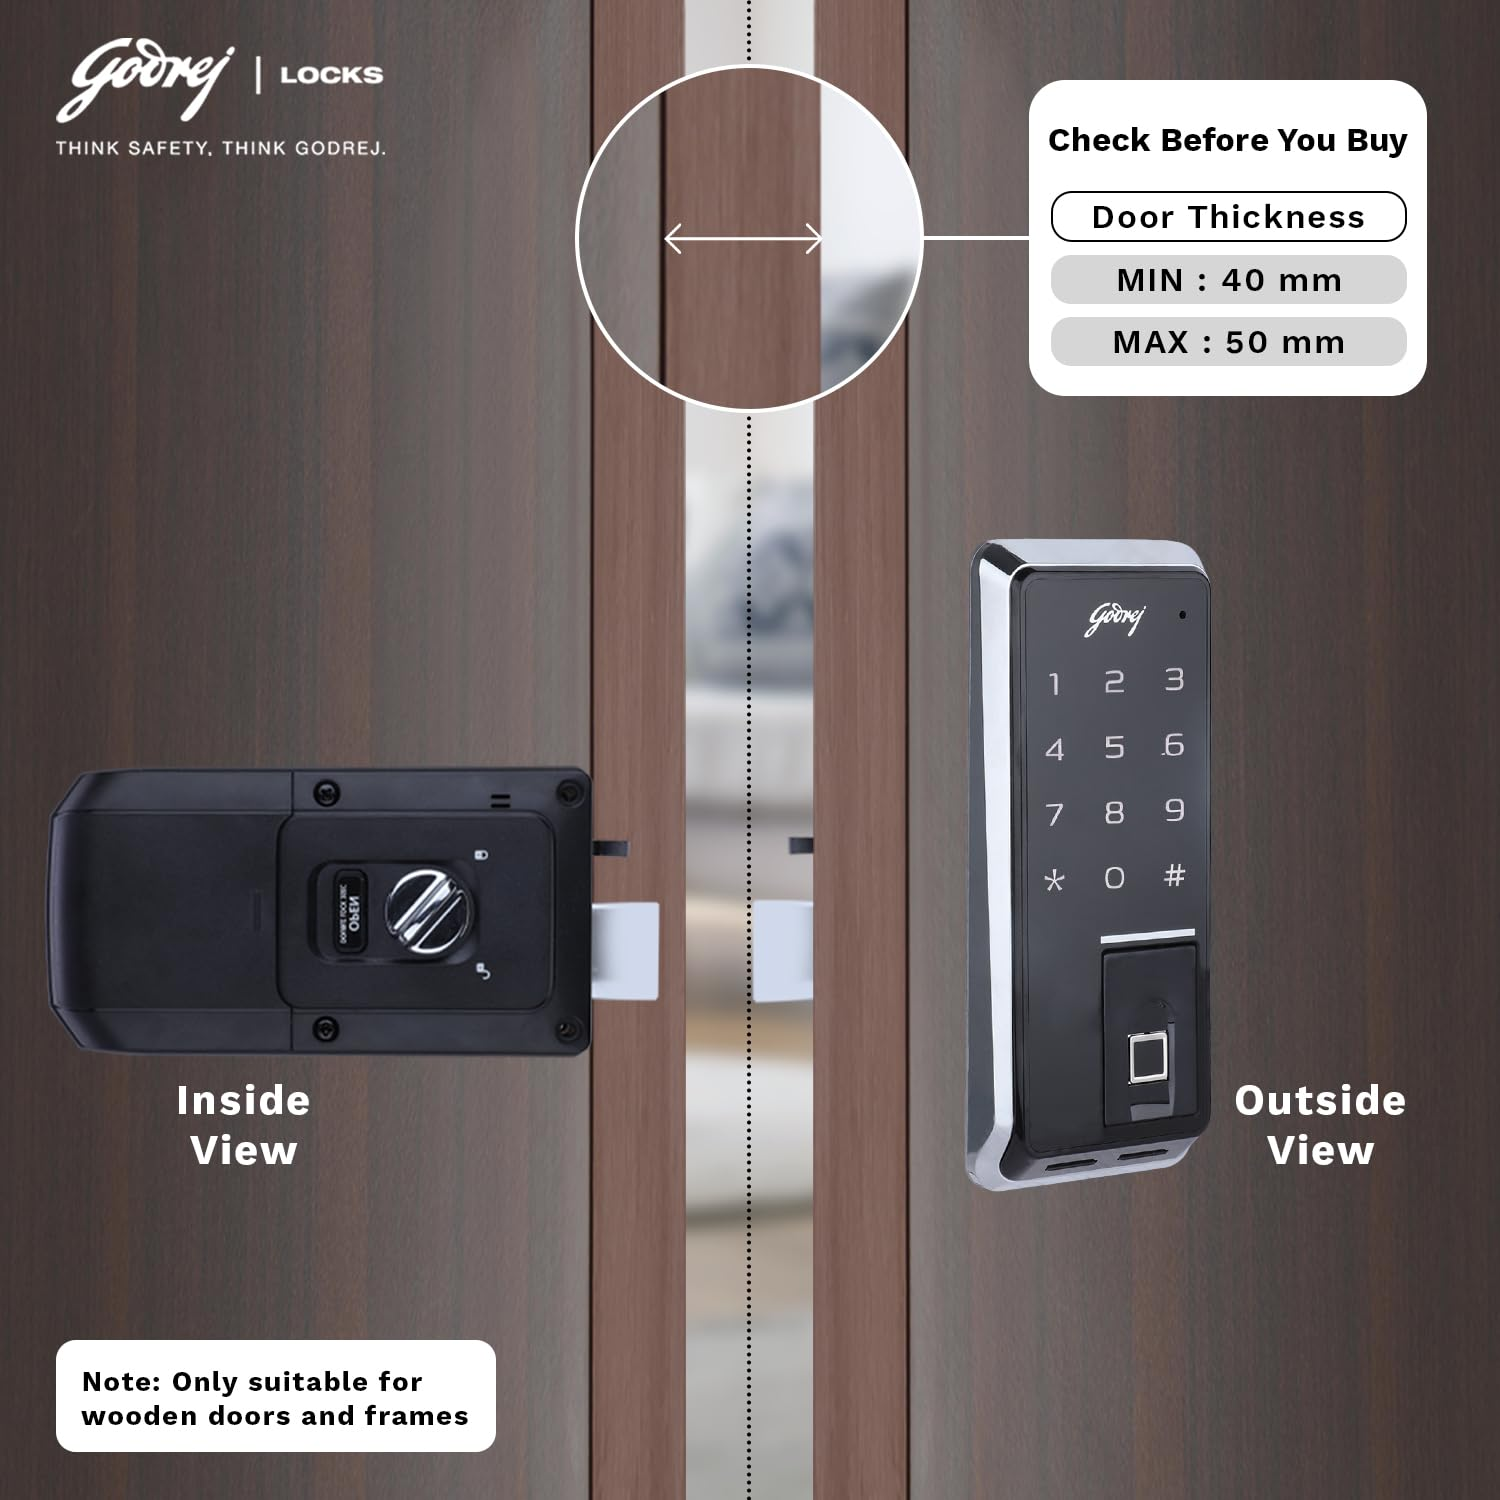 Godrej | LOCKS
THINK SAFETY, THINK GODREJ.
Check Before You Buy
Door Thickness
MIN : 40 mm
MAX : 50 mm
Godrej
1 2 3
4 5 6
7 8 9
* 0 #
OPEN
Inside
View
Outside
View
Note: Only suitable for
wooden doors and frames